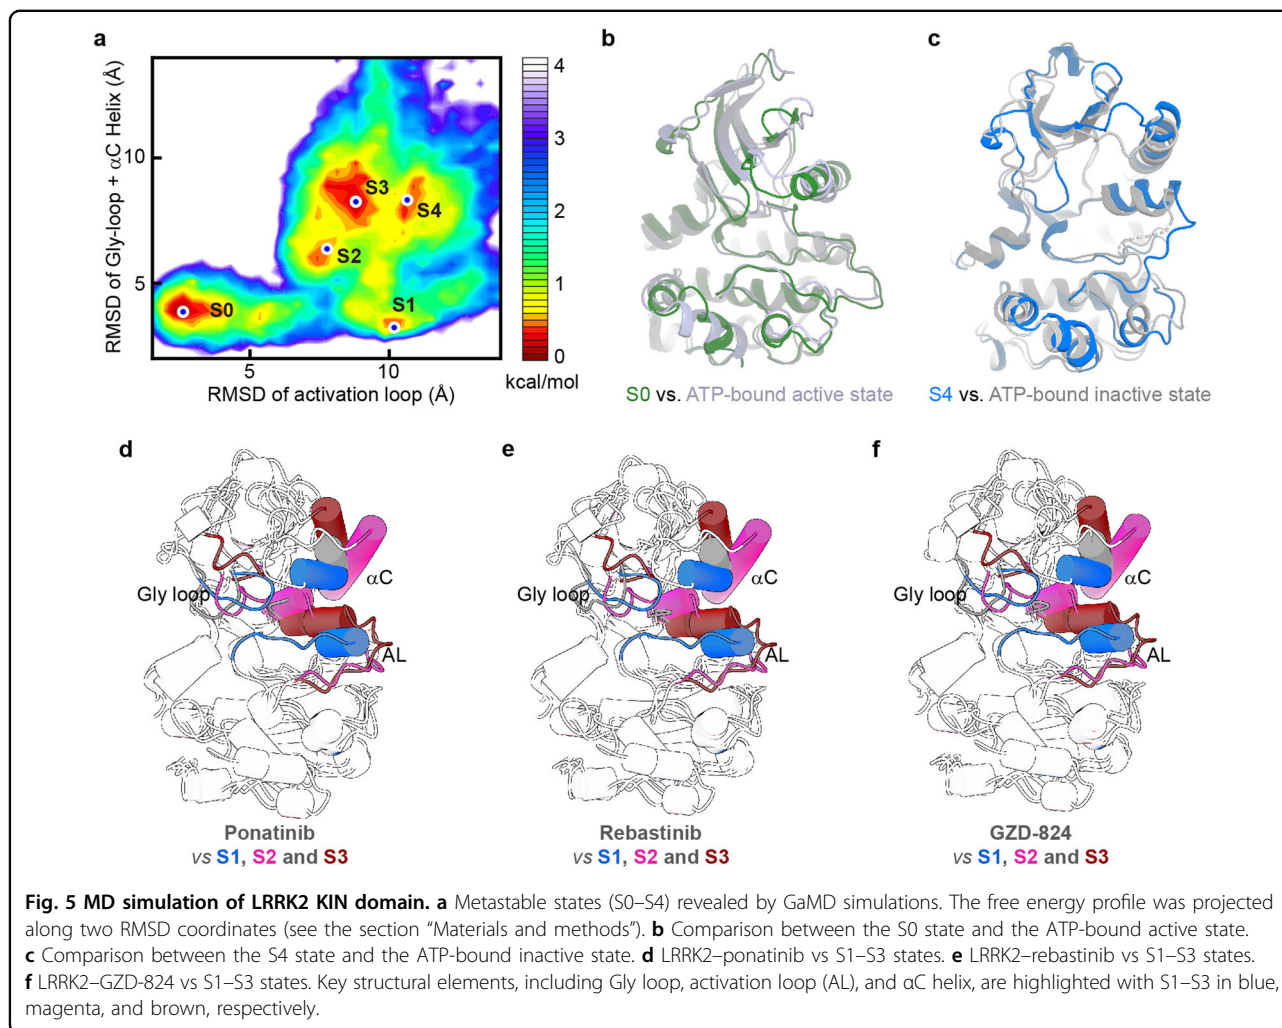 a
b
c
RMSD of Gly-loop + αC Helix (Å)
10
5
S3
S4
S2
S1
S0
5
10
RMSD of activation loop (Å)
4
3
2
1
0
kcal/mol
S0 vs. ATP-bound active state
S4 vs. ATP-bound inactive state
d
e
f
Gly loop
αC
AL
Gly loop
αC
AL
Gly loop
αC
AL
Ponatinib
vs S1, S2 and S3
Rebastinib
vs S1, S2 and S3
GZD-824
vs S1, S2 and S3
Fig. 5 MD simulation of LRRK2 KIN domain. a Metastable states (S0–S4) revealed by GaMD simulations. The free energy profile was projected
along two RMSD coordinates (see the section “Materials and methods”). b Comparison between the S0 state and the ATP-bound active state.
c Comparison between the S4 state and the ATP-bound inactive state. d LRRK2–ponatinib vs S1–S3 states. e LRRK2–rebastinib vs S1–S3 states.
f LRRK2–GZD-824 vs S1–S3 states. Key structural elements, including Gly loop, activation loop (AL), and αC helix, are highlighted with S1–S3 in blue,
magenta, and brown, respectively.